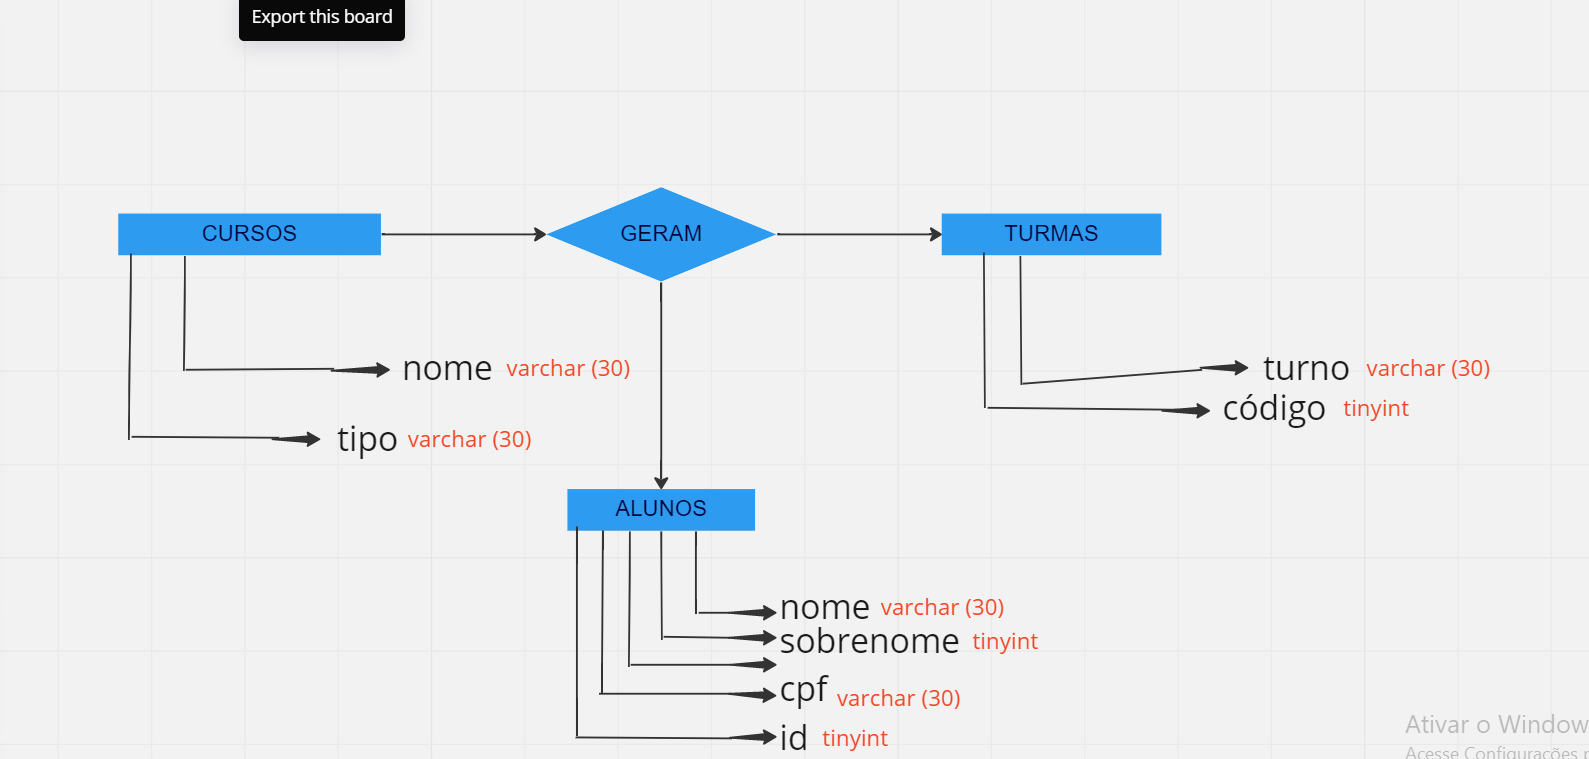 Export this board
CURSOS
GERAM
TURMAS
nome varchar (30)
tipo varchar (30)
turno varchar (30)
código tinyint
ALUNOS
nome varchar (30)
sobrenome tinyint
cpf varchar (30)
id tinyint
Ativar o Window
Acesse Configurações